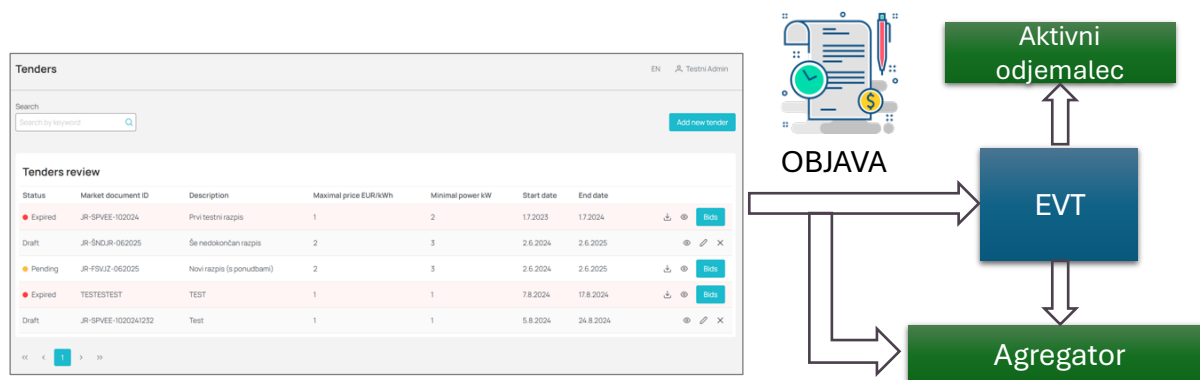 Tenders
EN Testni Admin
Search
Search by keyword
Add new tender
Tenders review
Status Market document ID Description Maximal price EUR/kWh Minimal power kW Start date End date
Expired JR-SPVEE-102024 Prvi testni razpis 1 2 1.7.2023 1.7.2024 Bids
Draft JR-ŠNDJR-062025 Še nedokončan razpis 2 3 2.6.2024 2.6.2025
Pending JR-FSVJZ-062025 Novi razpis (s ponudbami) 2 3 2.6.2024 2.6.2025 Bids
Expired TESTESTEST TEST 1 1 7.8.2024 17.8.2024 Bids
Draft JR-SPVEE-1020241232 Test 1 1 5.8.2024 24.8.2024
<< < 1 > >>
OBJAVA
Aktivni
odjemalec
EVT
Agregator